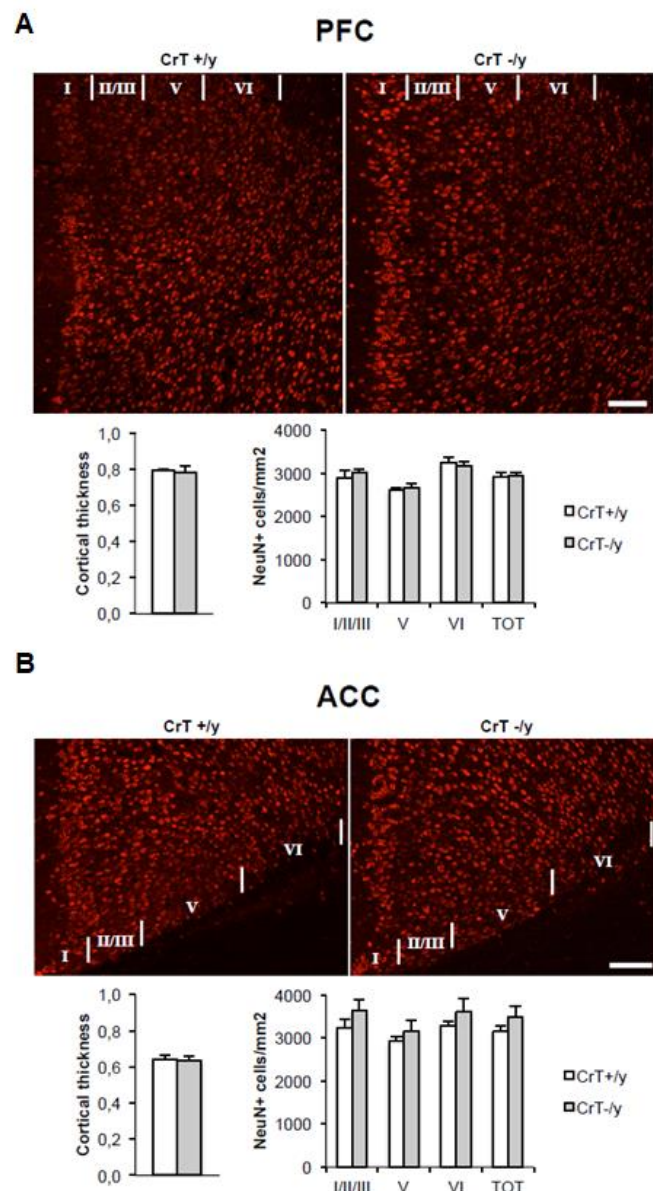 A
PFC
CrT +/y
CrT -/y
I II/III V VI
I II/III V VI
Cortical thickness
1,0
0,8
0,6
0,4
0,2
0,0
NeuN+ cells/mm2
4000
3000
2000
1000
0
I/II/III V VI TOT
CrT+/y
CrT-/y
B
ACC
CrT +/y
CrT -/y
I II/III V VI
I II/III V VI
Cortical thickness
1,0
0,8
0,6
0,4
0,2
0,0
NeuN+ cells/mm2
4000
3000
2000
1000
0
I/II/III V VI TOT
CrT+/y
CrT-/y